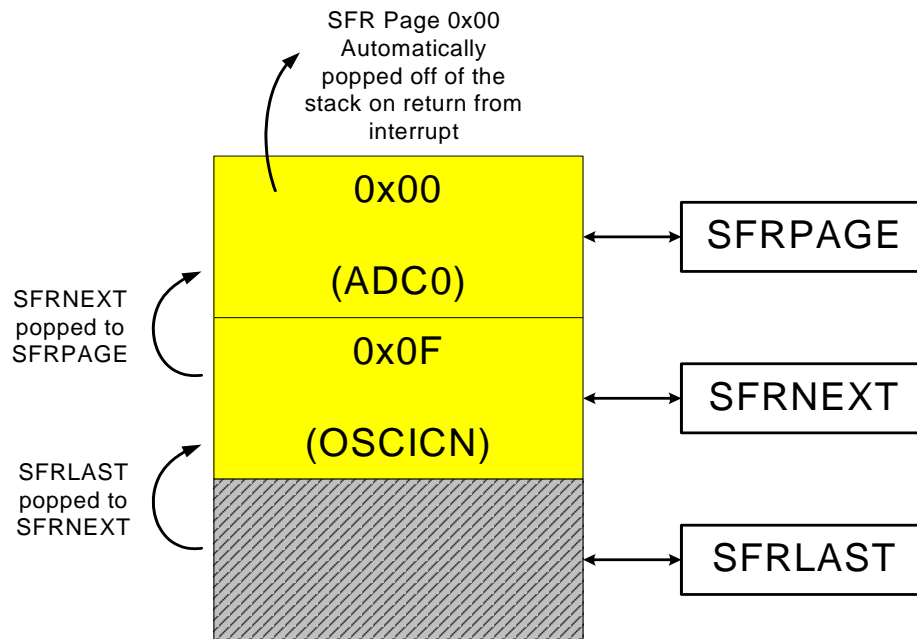 SFR Page 0x00
Automatically
popped off of the
stack on return from
interrupt
0x00
(ADC0)
SFRPAGE
SFRNEXT
popped to
SFRPAGE
0x0F
(OSCICN)
SFRNEXT
SFRLAST
popped to
SFRNEXT
SFRLAST